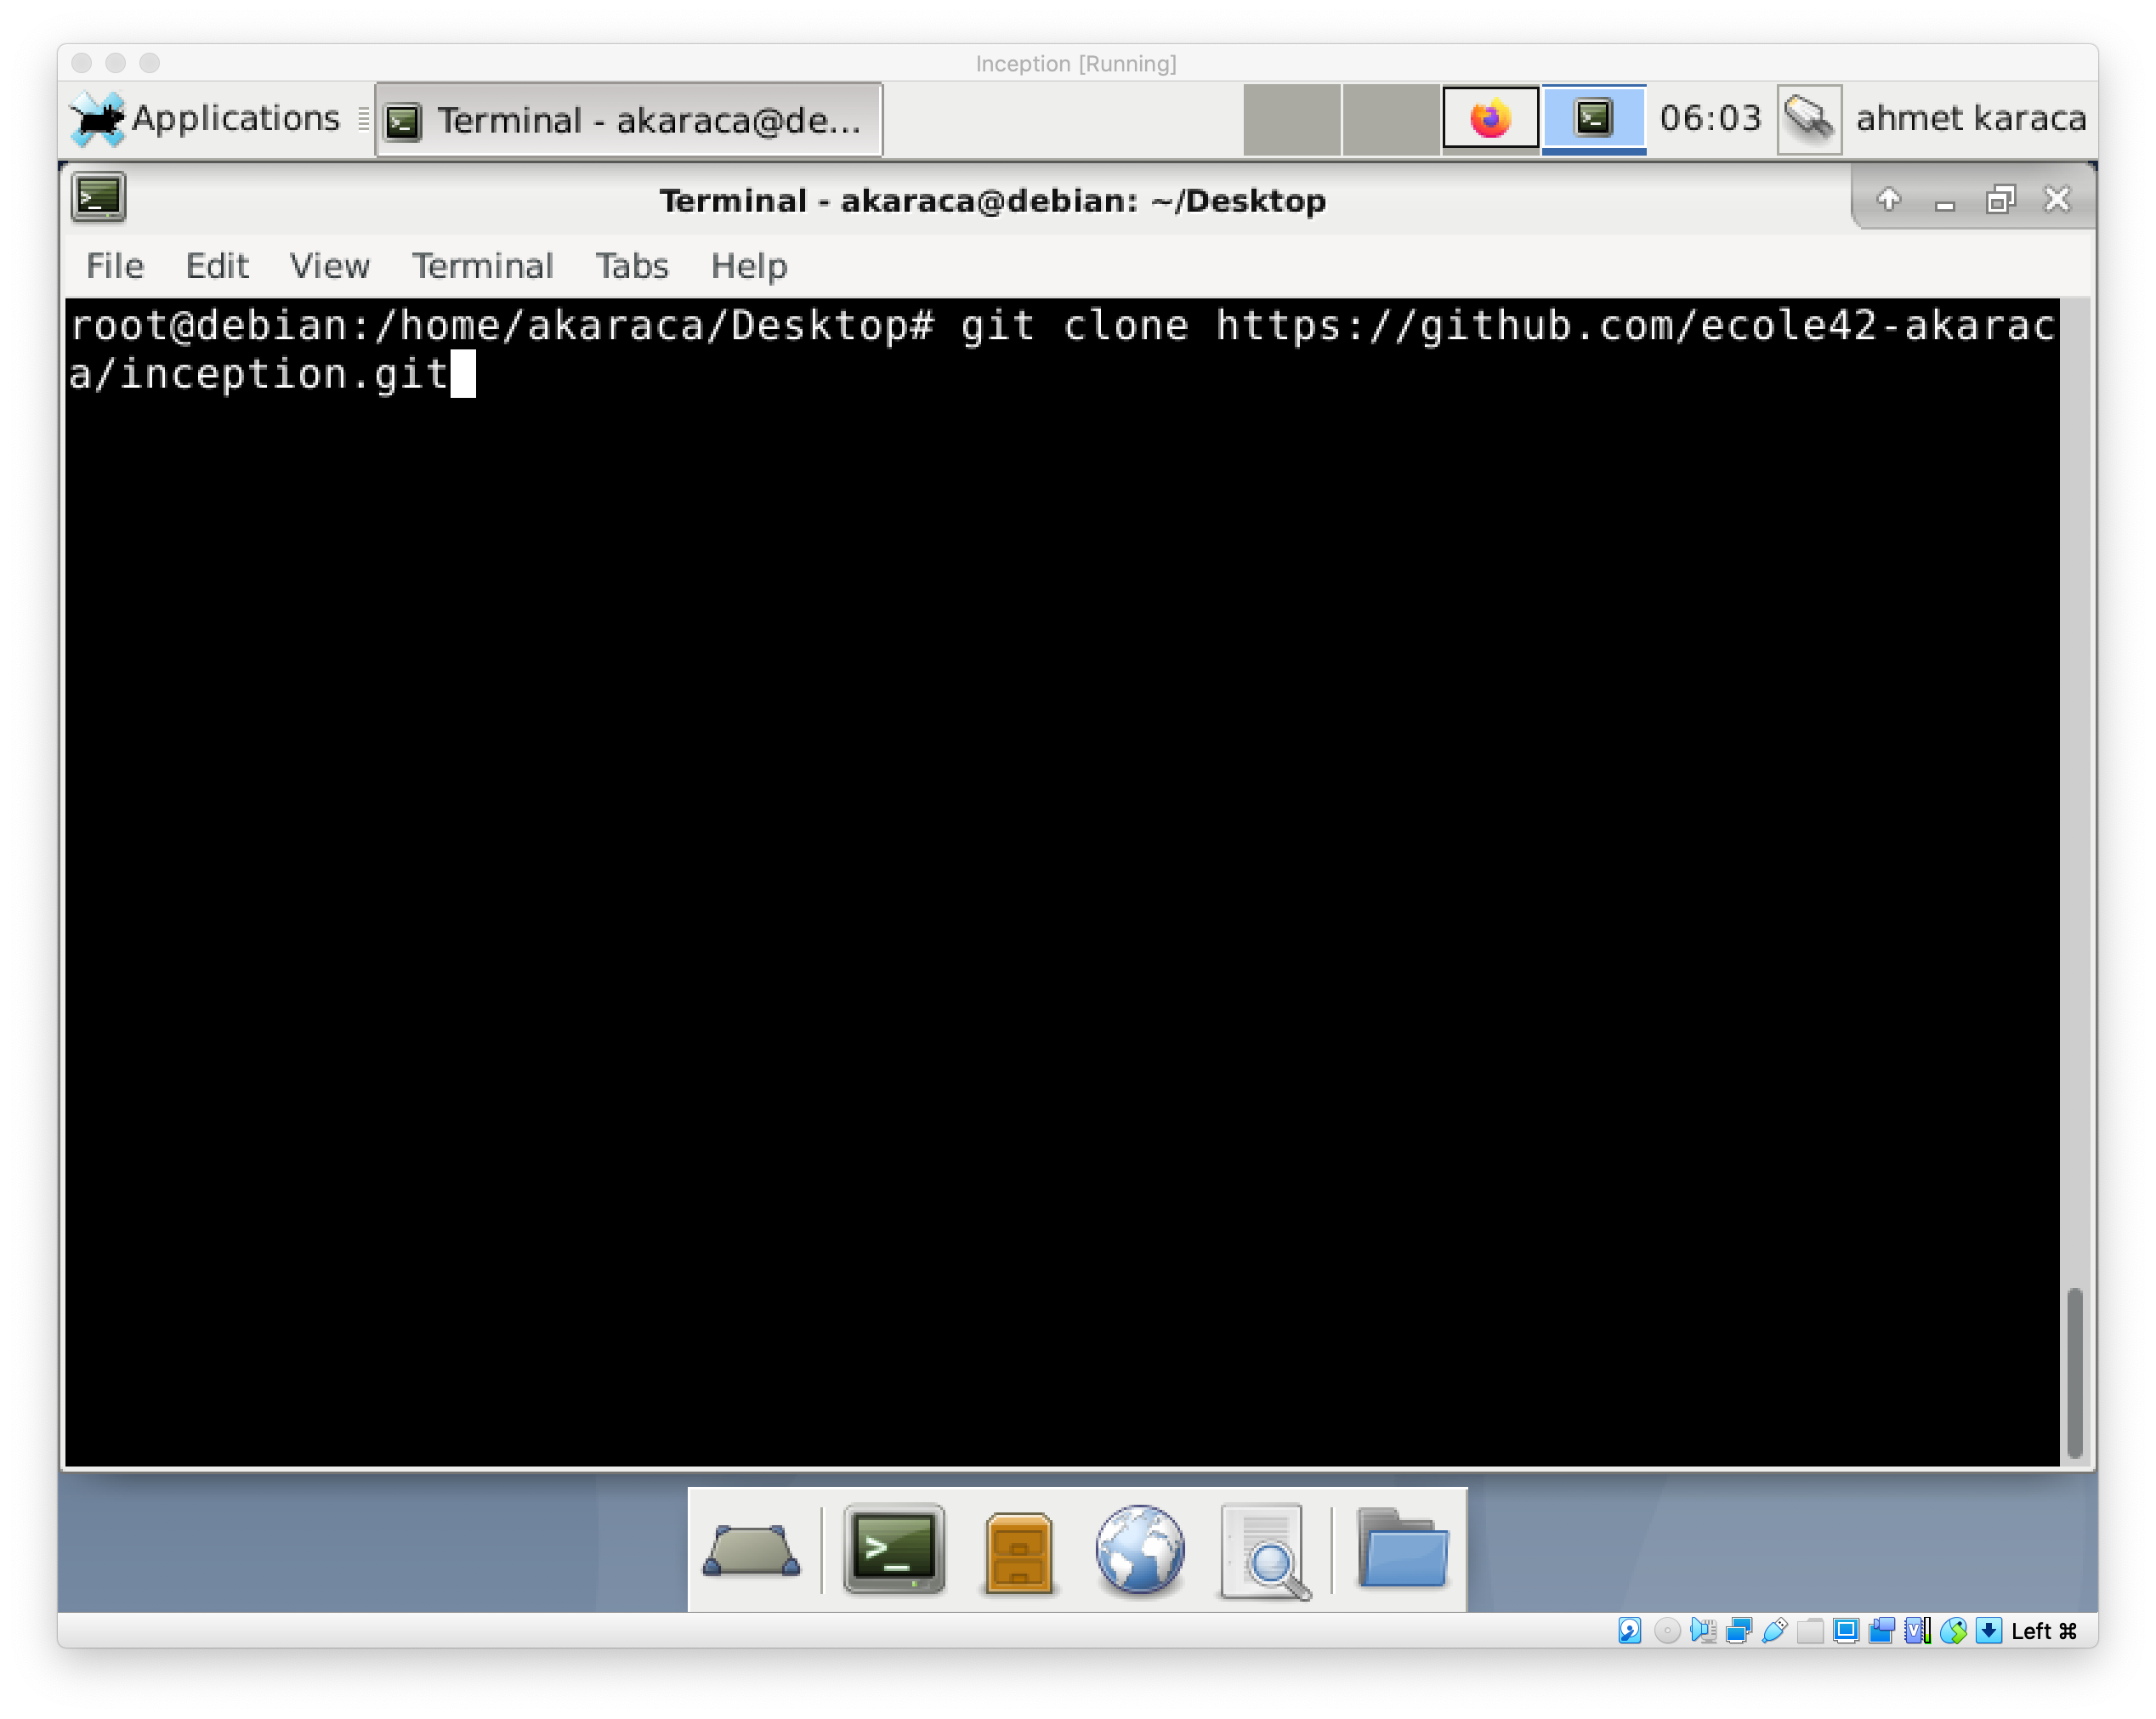 Inception [Running]
Applications
Terminal - akaraca@de...
06:03
ahmet karaca
Terminal - akaraca@debian: ~/Desktop
File Edit View Terminal Tabs Help
root@debian:/home/akaraca/Desktop# git clone https://github.com/ecole42-akarac
a/inception.git
Left ⌘